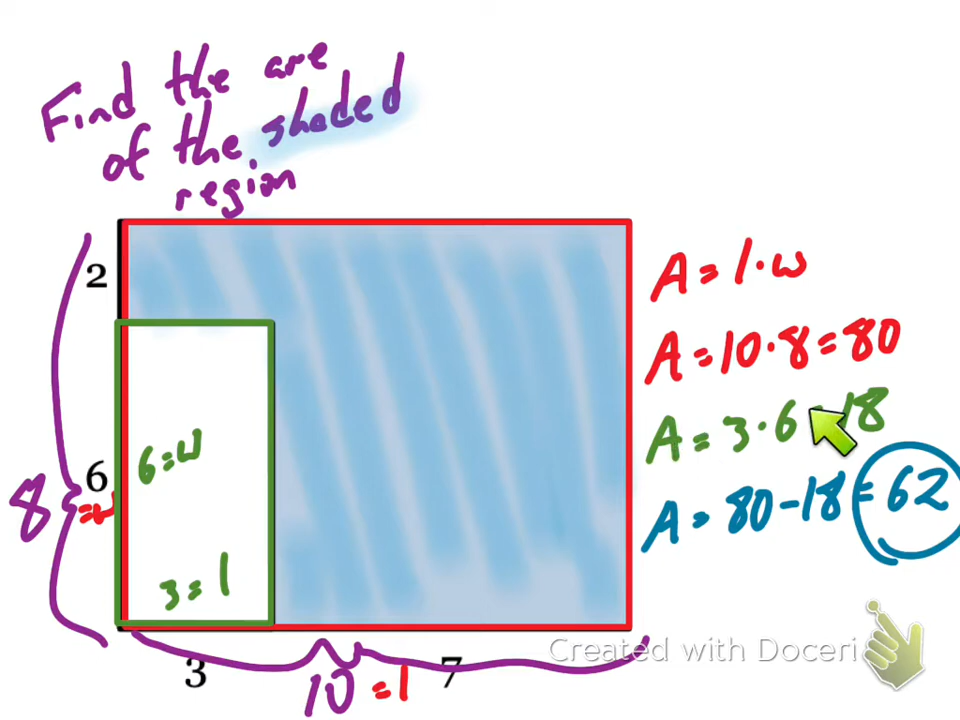 Find the are
of the shaded
region
2
6
8
=w
6=w
3=l
3
7
10 =l
A=l·w
A=10·8=80
A=3·6=18
A=80-18=62
Created with Doceri